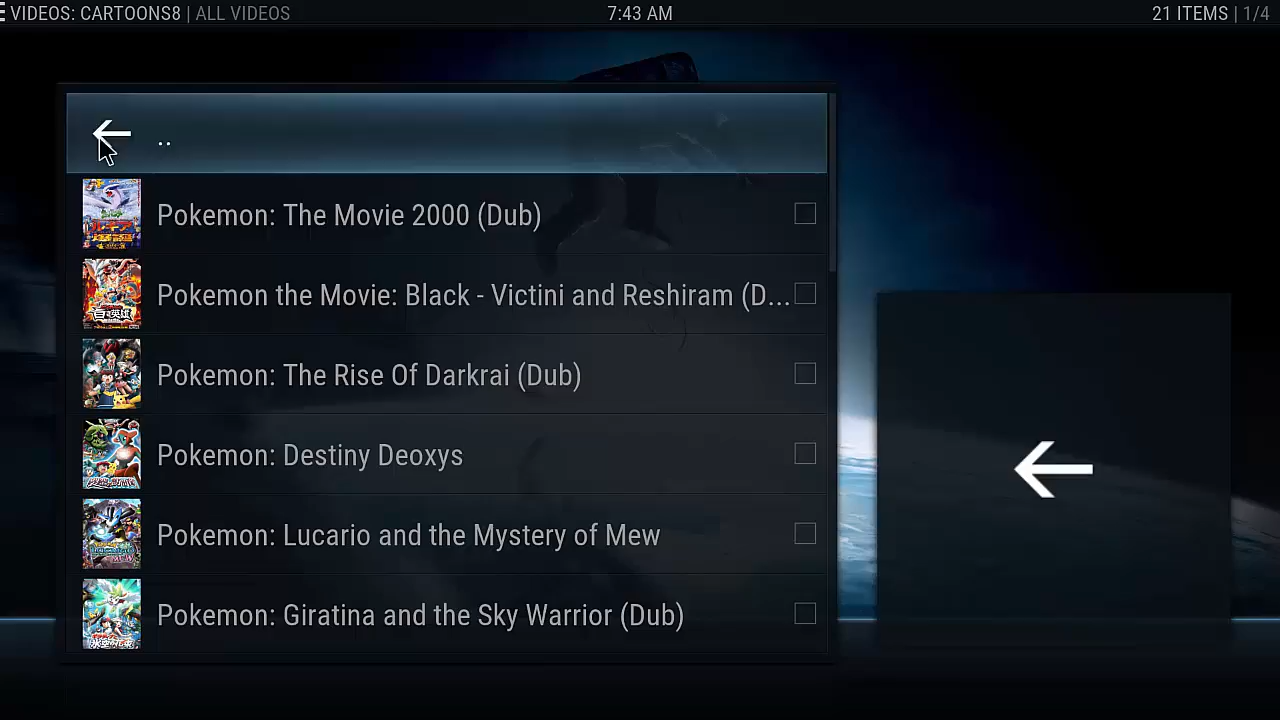 VIDEOS: CARTOONS8 | ALL VIDEOS
7:43 AM
21 ITEMS | 1/4
..
Pokemon: The Movie 2000 (Dub)
Pokemon the Movie: Black - Victini and Reshiram (D...
Pokemon: The Rise Of Darkrai (Dub)
Pokemon: Destiny Deoxys
Pokemon: Lucario and the Mystery of Mew
Pokemon: Giratina and the Sky Warrior (Dub)